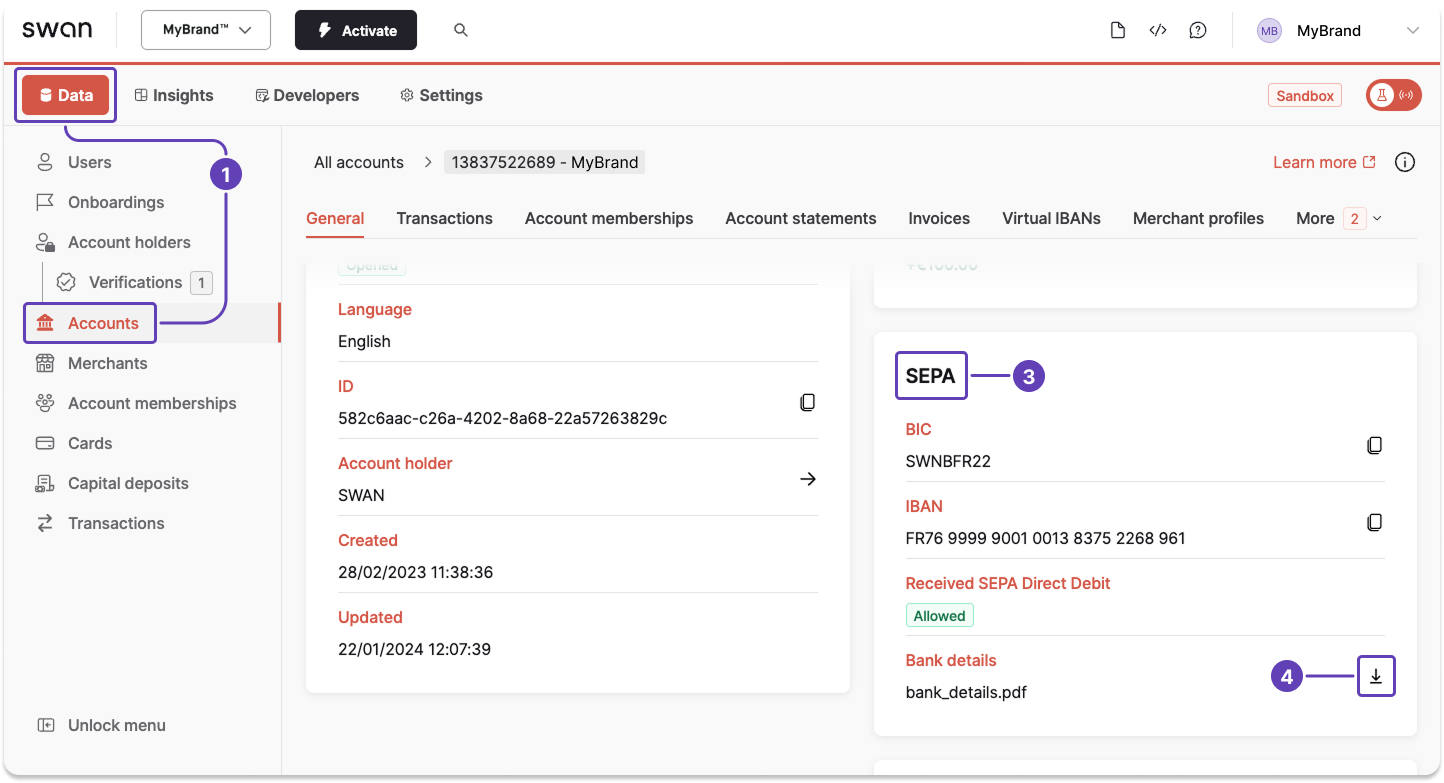 swan
MyBrand™
Activate
MB
MyBrand
Data
Insights
Developers
Settings
Sandbox
1
Users
Onboardings
Account holders
Verifications 1
Accounts
Merchants
Account memberships
Cards
Capital deposits
Transactions
Unlock menu
All accounts > 13837522689 - MyBrand
Learn more
General
Transactions
Account memberships
Account statements
Invoices
Virtual IBANs
Merchant profiles
More 2
Opened
Language
English
ID
582c6aac-c26a-4202-8a68-22a57263829c
Account holder
SWAN
Created
28/02/2023 11:38:36
Updated
22/01/2024 12:07:39
+€100.00
SEPA
3
BIC
SWNBFR22
IBAN
FR76 9999 9001 0013 8375 2268 961
Received SEPA Direct Debit
Allowed
Bank details
bank_details.pdf
4